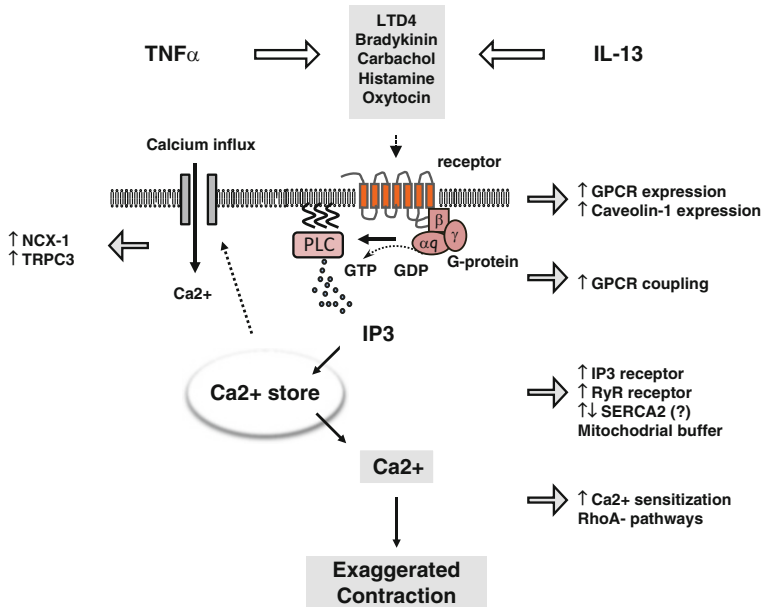 LTD4
Bradykinin
Carbachol
Histamine
Oxytocin
TNFα
IL-13
Calcium influx
receptor
↑ GPCR expression
↑ Caveolin-1 expression
↑ NCX-1
↑ TRPC3
β
γ
αq
PLC
GTP
GDP
G-protein
Ca2+
↑ GPCR coupling
IP3
Ca2+ store
↑ IP3 receptor
↑ RyR receptor
↑↓ SERCA2 (?)
Mitochodrial buffer
Ca2+
↑ Ca2+ sensitization
RhoA- pathways
Exaggerated
Contraction